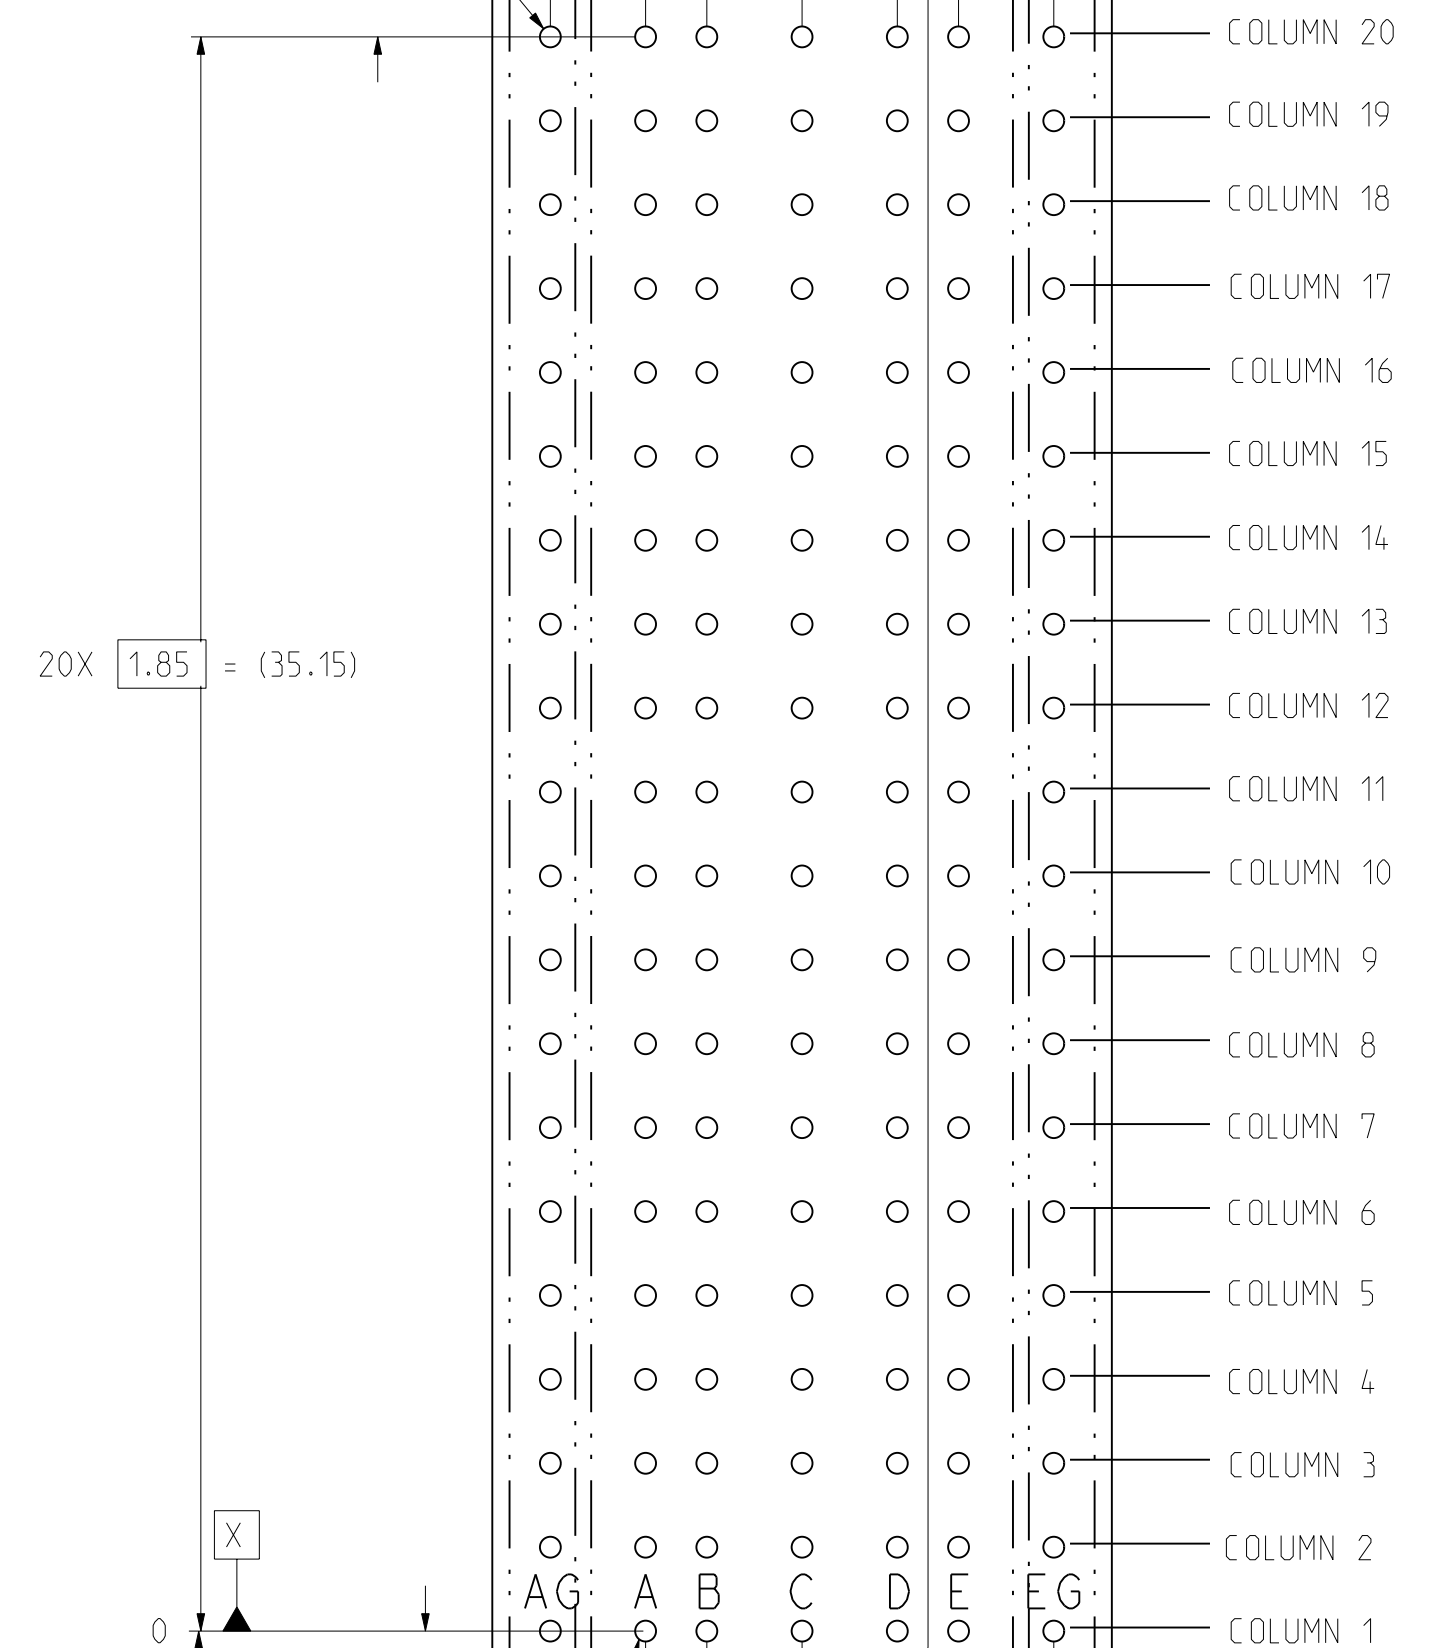 COLUMN 20
COLUMN 19
COLUMN 18
COLUMN 17
COLUMN 16
COLUMN 15
COLUMN 14
COLUMN 13
20X 1.85 = (35.15)
COLUMN 12
COLUMN 11
COLUMN 10
COLUMN 9
COLUMN 8
COLUMN 7
COLUMN 6
COLUMN 5
COLUMN 4
COLUMN 3
X
COLUMN 2
AG A B C D E EG
0
COLUMN 1